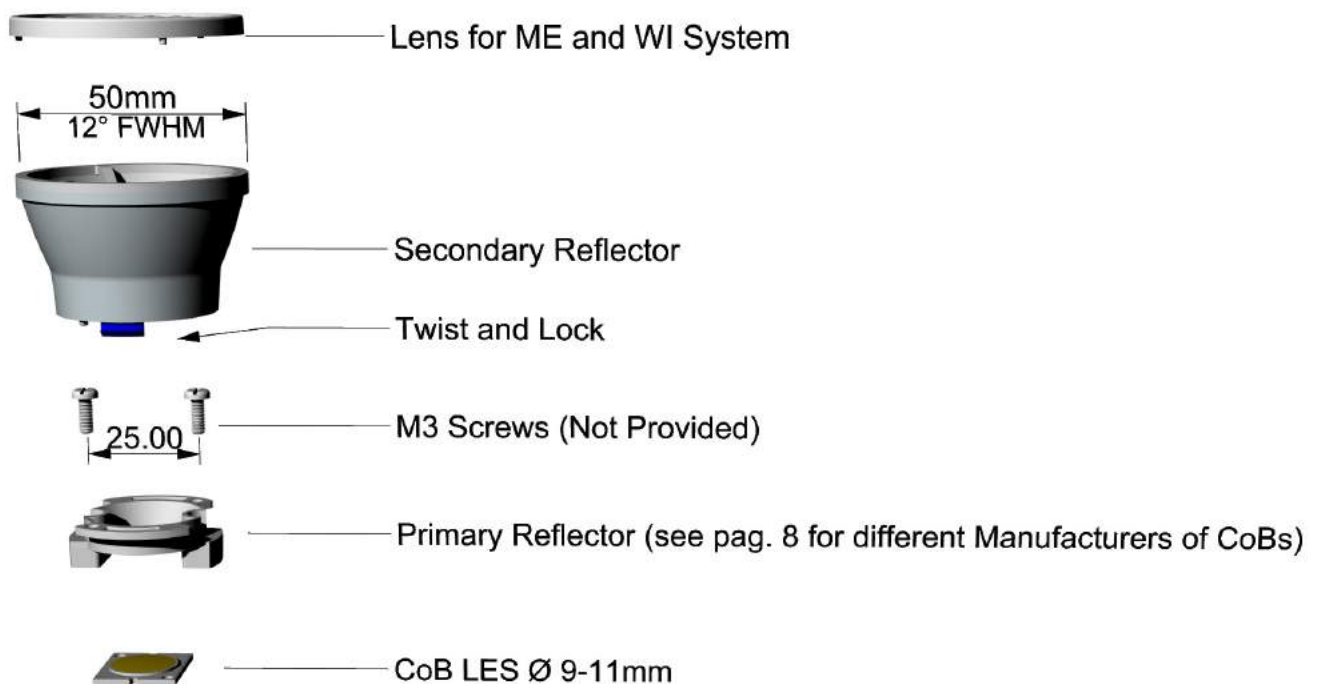 Lens for ME and WI System
50mm
12° FWHM
Secondary Reflector
Twist and Lock
M3 Screws (Not Provided)
25.00
Primary Reflector (see pag. 8 for different Manufacturers of CoBs)
CoB LES Ø 9-11mm